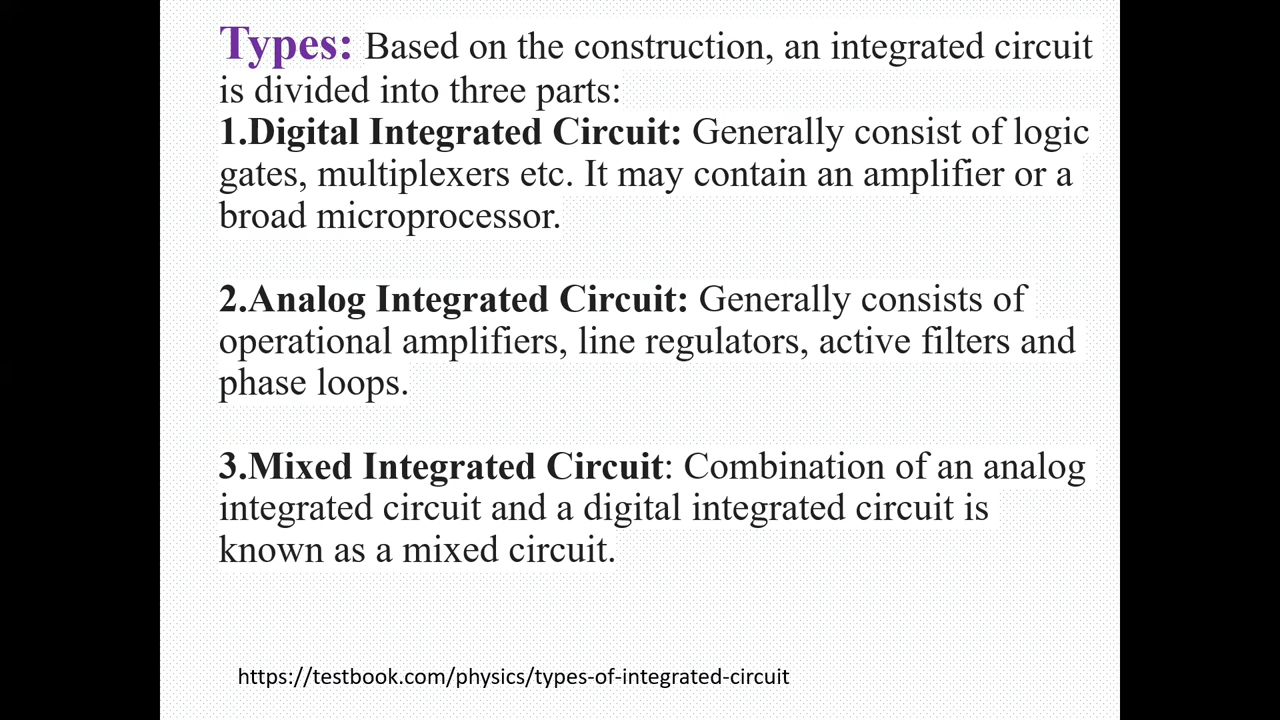 Types: Based on the construction, an integrated circuit
is divided into three parts:
1.Digital Integrated Circuit: Generally consist of logic
gates, multiplexers etc. It may contain an amplifier or a
broad microprocessor.
2.Analog Integrated Circuit: Generally consists of
operational amplifiers, line regulators, active filters and
phase loops.
3.Mixed Integrated Circuit: Combination of an analog
integrated circuit and a digital integrated circuit is
known as a mixed circuit.
https://testbook.com/physics/types-of-integrated-circuit